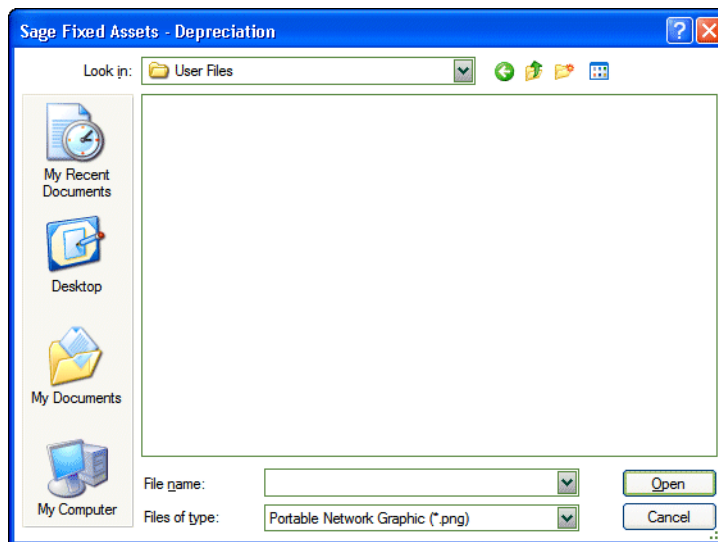 Sage Fixed Assets - Depreciation
Look in:
User Files
My Recent
Documents
Desktop
My Documents
My Computer
File name:
Open
Files of type:
Portable Network Graphic (*.png)
Cancel